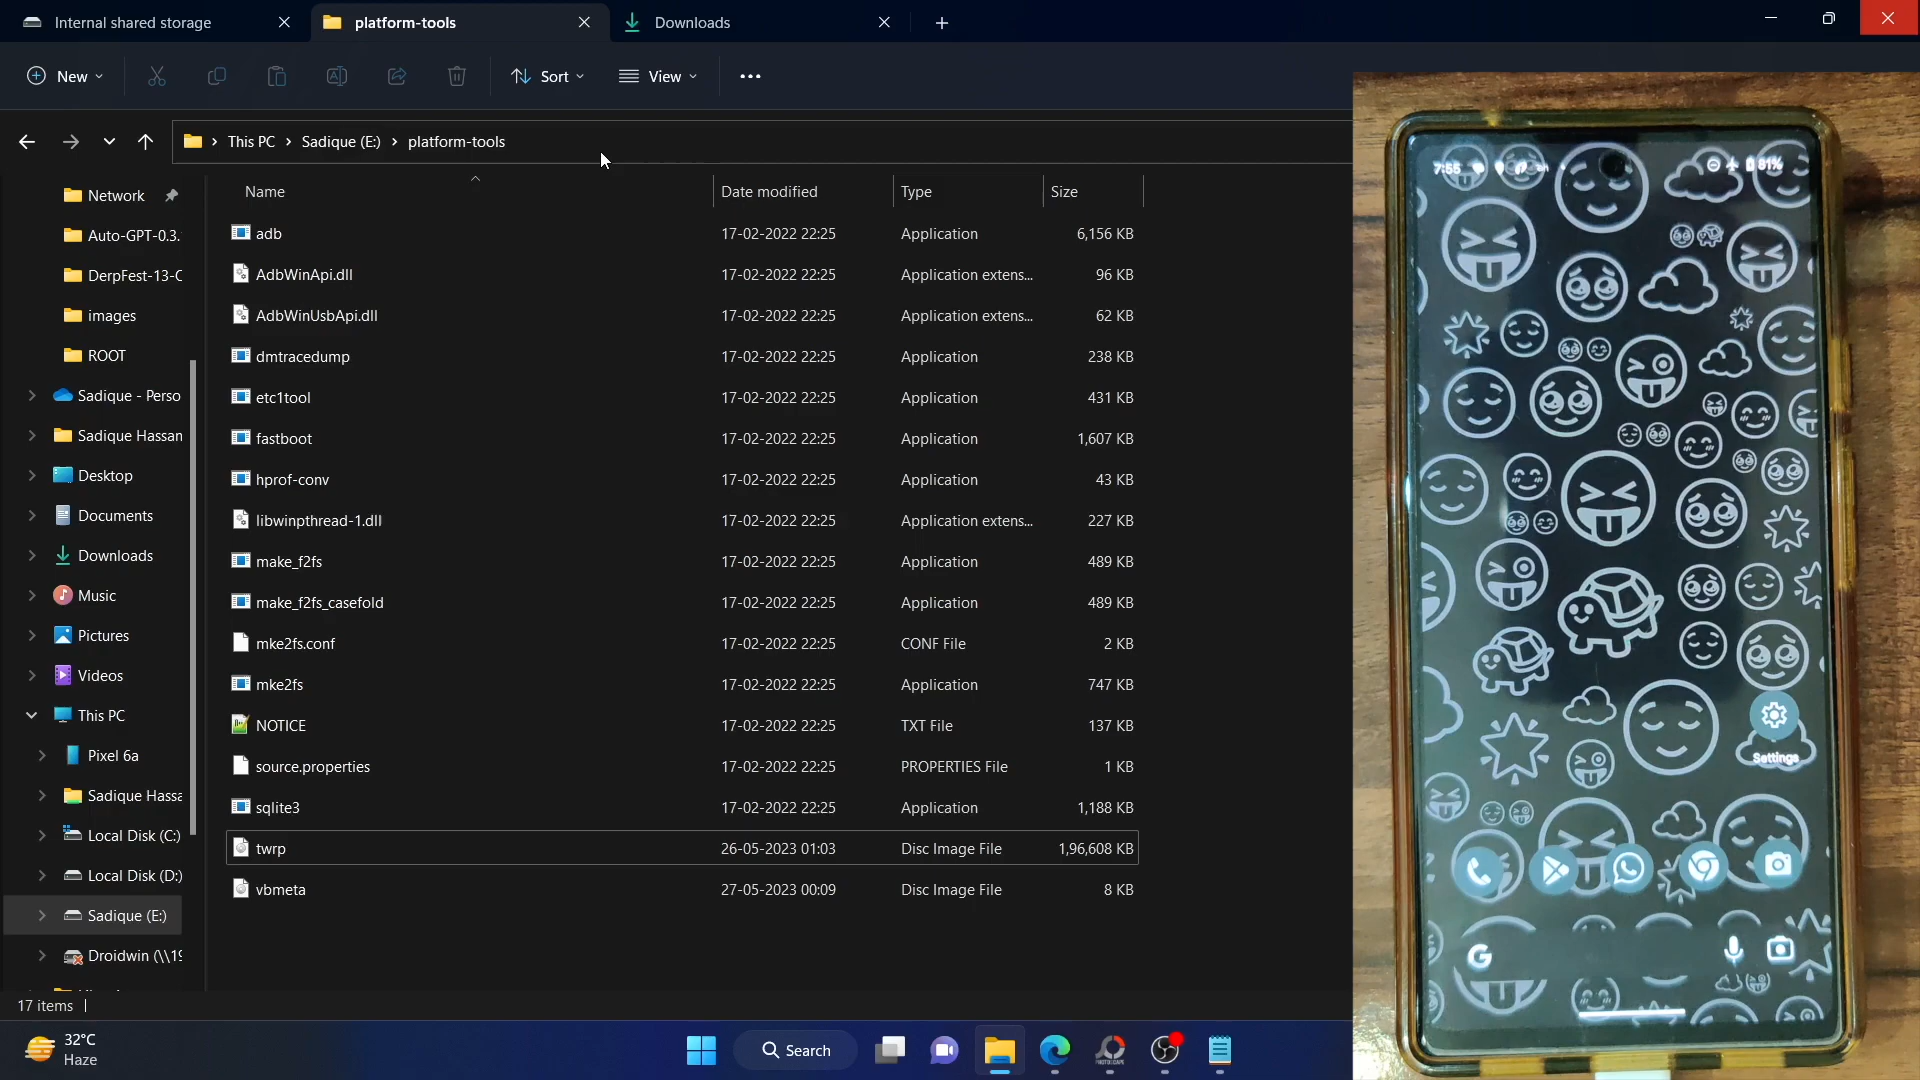 Internal shared storage
platform-tools
Downloads
New
Sort
View
This PC > Sadique (E:) > platform-tools
Name
Date modified
Type
Size
Network
Auto-GPT-0.3.
DerpFest-13-C
images
ROOT
Sadique - Perso
Sadique Hassan
Desktop
Documents
Downloads
Music
Pictures
Videos
This PC
Pixel 6a
Sadique Hassa
Local Disk (C:)
Local Disk (D:)
Sadique (E:)
Droidwin (\\19
adb 17-02-2022 22:25 Application 6,156 KB
AdbWinApi.dll 17-02-2022 22:25 Application extens... 96 KB
AdbWinUsbApi.dll 17-02-2022 22:25 Application extens... 62 KB
dmtracedump 17-02-2022 22:25 Application 238 KB
etc1tool 17-02-2022 22:25 Application 431 KB
fastboot 17-02-2022 22:25 Application 1,607 KB
hprof-conv 17-02-2022 22:25 Application 43 KB
libwinpthread-1.dll 17-02-2022 22:25 Application extens... 227 KB
make_f2fs 17-02-2022 22:25 Application 489 KB
make_f2fs_casefold 17-02-2022 22:25 Application 489 KB
mke2fs.conf 17-02-2022 22:25 CONF File 2 KB
mke2fs 17-02-2022 22:25 Application 747 KB
NOTICE 17-02-2022 22:25 TXT File 137 KB
source.properties 17-02-2022 22:25 PROPERTIES File 1 KB
sqlite3 17-02-2022 22:25 Application 1,188 KB
twrp 26-05-2023 01:03 Disc Image File 1,96,608 KB
vbmeta 27-05-2023 00:09 Disc Image File 8 KB
17 items
32°C
Haze
Search
7:55
81%
Settings
G